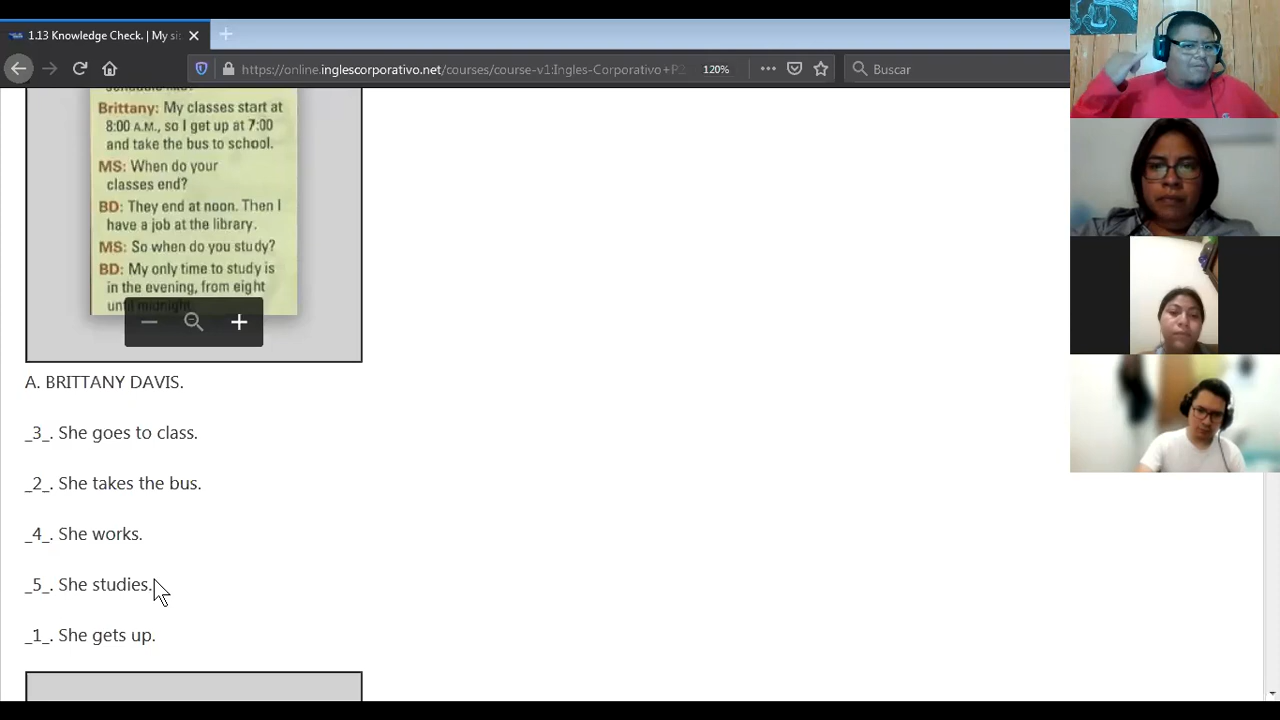 1.13 Knowledge Check. | My si
https://online.inglescorporativo.net/courses/course-v1:Ingles-Corporativo+P2
120%
Buscar
Brittany: My classes start at
8:00 A.M., so I get up at 7:00
and take the bus to school.
MS: When do your
classes end?
BD: They end at noon. Then I
have a job at the library.
MS: So when do you study?
BD: My only time to study is
in the evening, from eight
until midnight.
A. BRITTANY DAVIS.
_3_. She goes to class.
_2_. She takes the bus.
_4_. She works.
_5_. She studies.
_1_. She gets up.